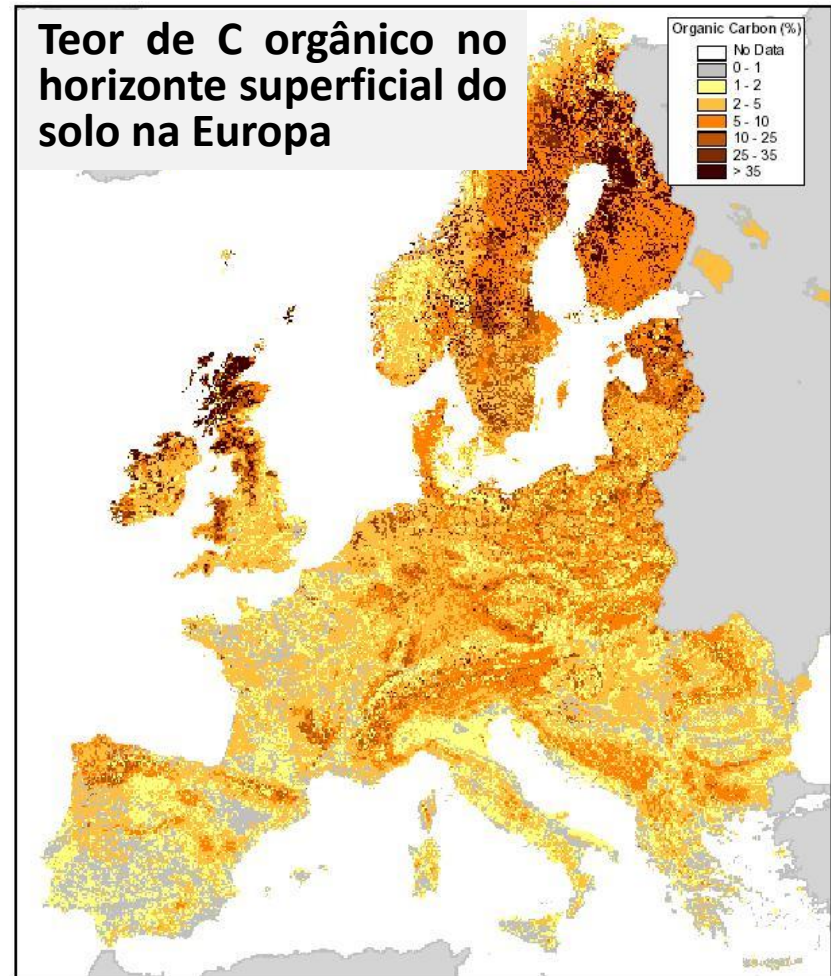 Teor de C orgânico no
horizonte superficial do
solo na Europa
Organic Carbon (%)
No Data
0 - 1
1 - 2
2 - 5
5 - 10
10 - 25
25 - 35
> 35